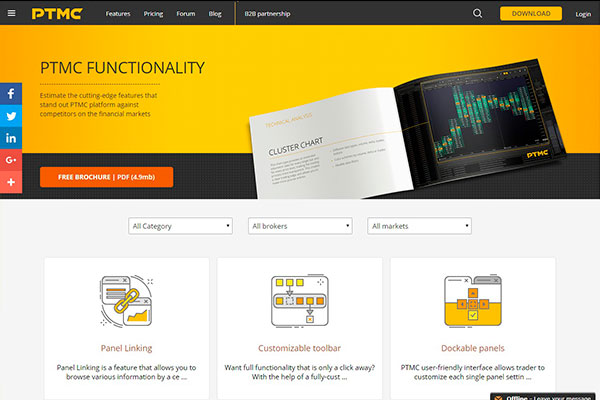 PTMC
Features
Pricing
Forum
Blog
B2B partnership
DOWNLOAD
Login
PTMC FUNCTIONALITY
Estimate the cutting-edge features that
stand out PTMC platform against
competitors on the financial markets
FREE BROCHURE | PDF (4.9mb)
TECHNICAL ANALYSIS
CLUSTER CHART
PTMC
All Category
All brokers
All markets
Panel Linking
Panel Linking is a feature that allows you to
browse various information by a ce ...
Customizable toolbar
Want full functionality that is only a click away?
With the help of a fully-cust ...
Dockable panels
PTMC user-friendly interface allows trader to
customize each single panel settin ...
Offline - Leave your message